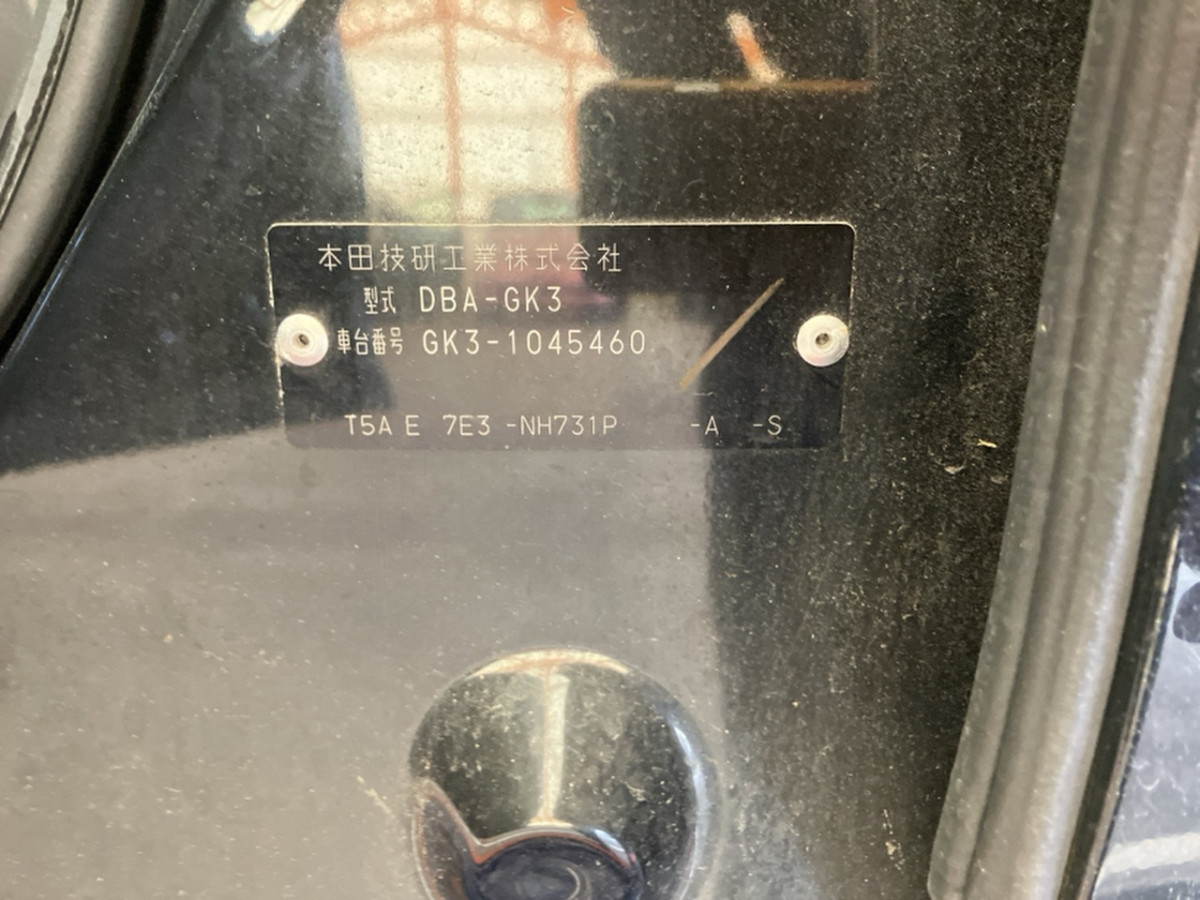 本田技研工業株式会社
型式 DBA-GK3
車台番号 GK3-1045460
T5A E 7E3 -NH731P -A -S